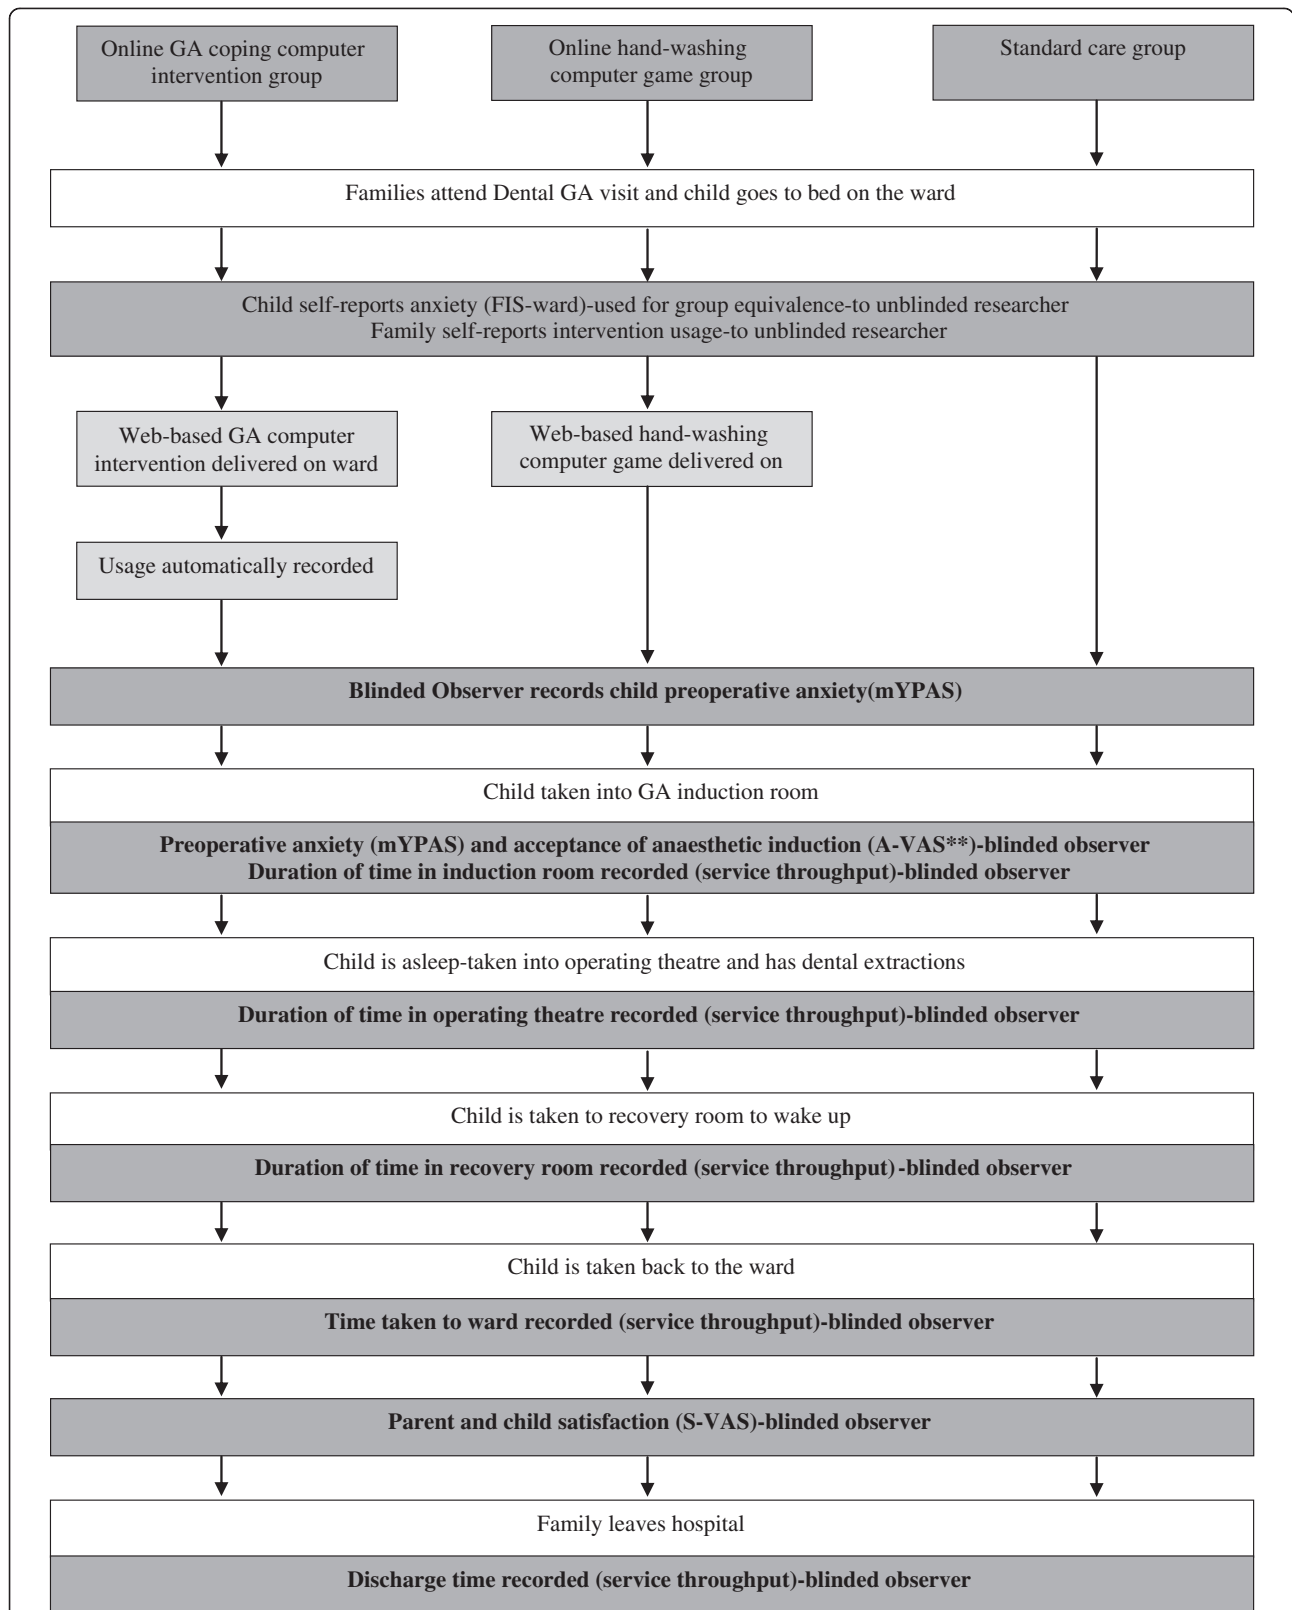 Online GA coping computer
intervention group
Online hand-washing
computer game group
Standard care group
Families attend Dental GA visit and child goes to bed on the ward
Child self-reports anxiety (FIS-ward)-used for group equivalence-to unblinded researcher
Family self-reports intervention usage-to unblinded researcher
Web-based GA computer
intervention delivered on ward
Web-based hand-washing
computer game delivered on
Usage automatically recorded
Blinded Observer records child preoperative anxiety(mYPAS)
Child taken into GA induction room
Preoperative anxiety (mYPAS) and acceptance of anaesthetic induction (A-VAS**)-blinded observer
Duration of time in induction room recorded (service throughput)-blinded observer
Child is asleep-taken into operating theatre and has dental extractions
Duration of time in operating theatre recorded (service throughput)-blinded observer
Child is taken to recovery room to wake up
Duration of time in recovery room recorded (service throughput)-blinded observer
Child is taken back to the ward
Time taken to ward recorded (service throughput)-blinded observer
Parent and child satisfaction (S-VAS)-blinded observer
Family leaves hospital
Discharge time recorded (service throughput)-blinded observer